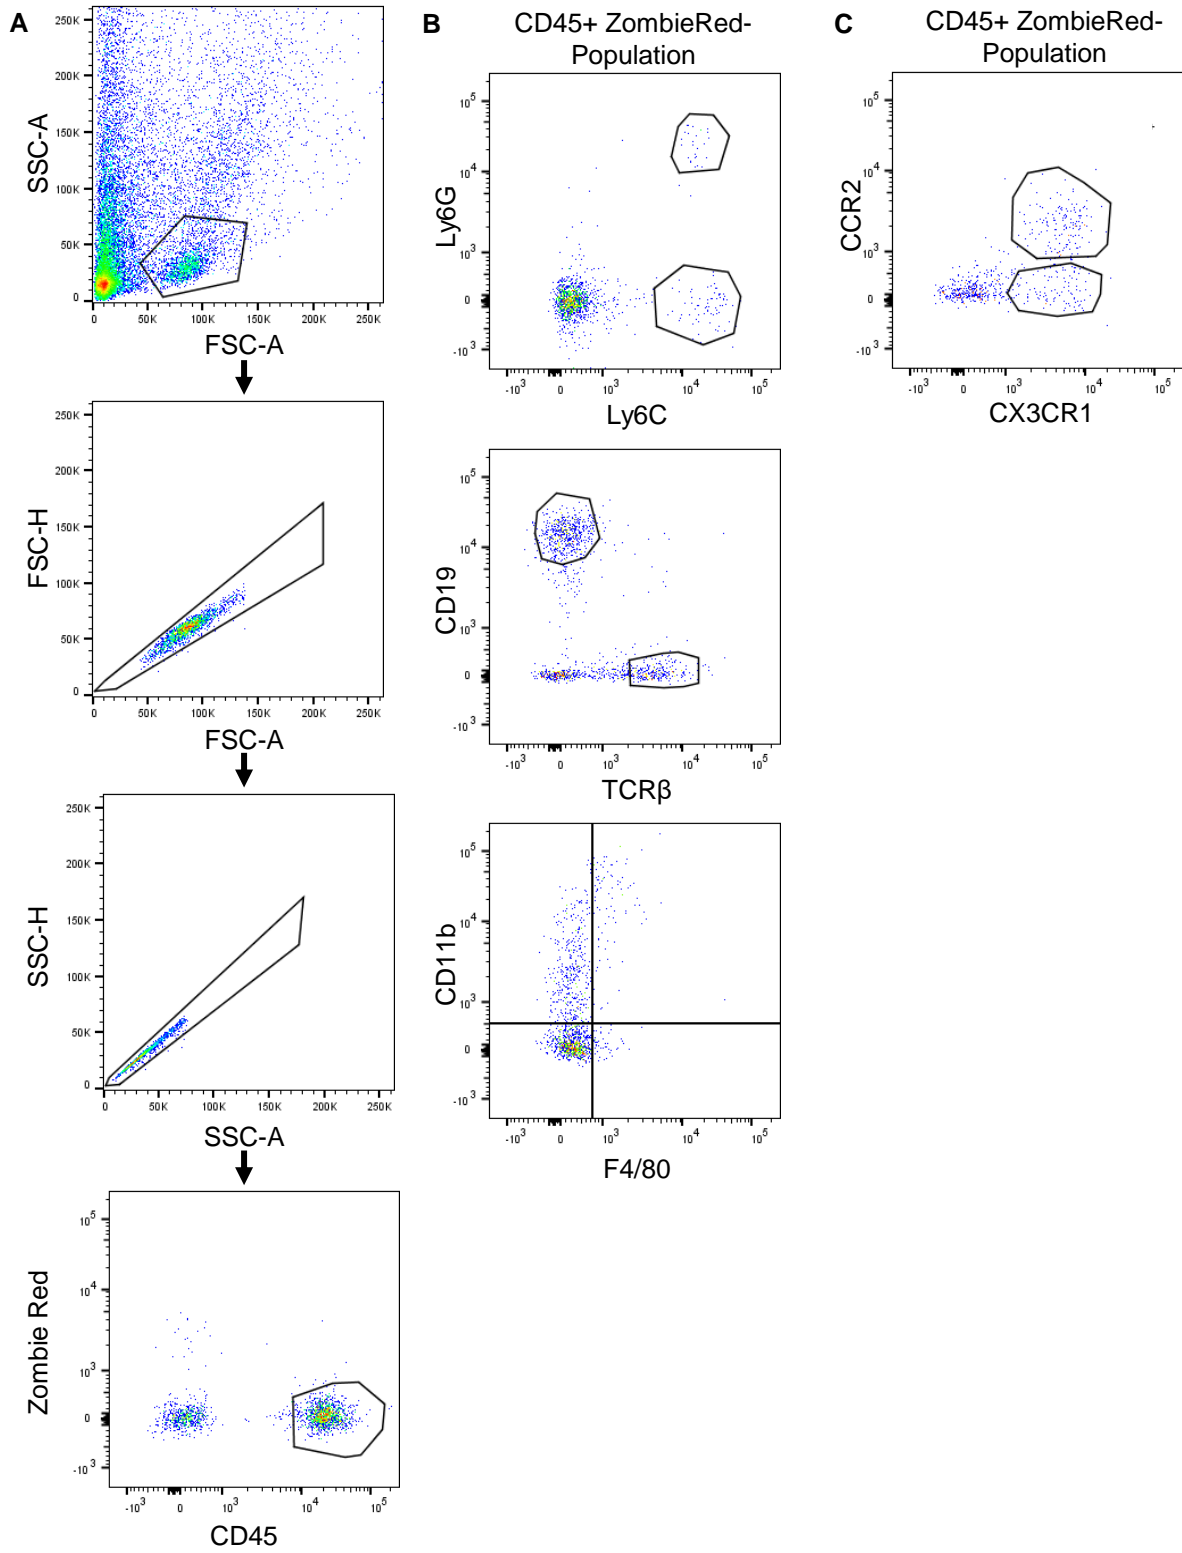 A
SSC-A
250K
200K
150K
100K
50K
0
0 50K 100K 150K 200K 250K
FSC-A
FSC-H
250K
200K
150K
100K
50K
0
0 50K 100K 150K 200K 250K
FSC-A
SSC-H
250K
200K
150K
100K
50K
0
0 50K 100K 150K 200K 250K
SSC-A
Zombie Red
10^5
10^4
10^3
0
-10^3
-10^3 0 10^4 10^5
CD45
B
CD45+ ZombieRed-
Population
Ly6G
10^5
10^4
10^3
0
-10^3
-10^3 0 10^3 10^4 10^5
Ly6C
CD19
10^5
10^4
10^3
0
-10^3
-10^3 0 10^3 10^4 10^5
TCRβ
CD11b
10^5
10^4
10^3
0
-10^3
-10^3 0 10^3 10^4 10^5
F4/80
C
CD45+ ZombieRed-
Population
CCR2
10^5
10^4
10^3
0
-10^3
-10^3 0 10^3 10^4 10^5
CX3CR1